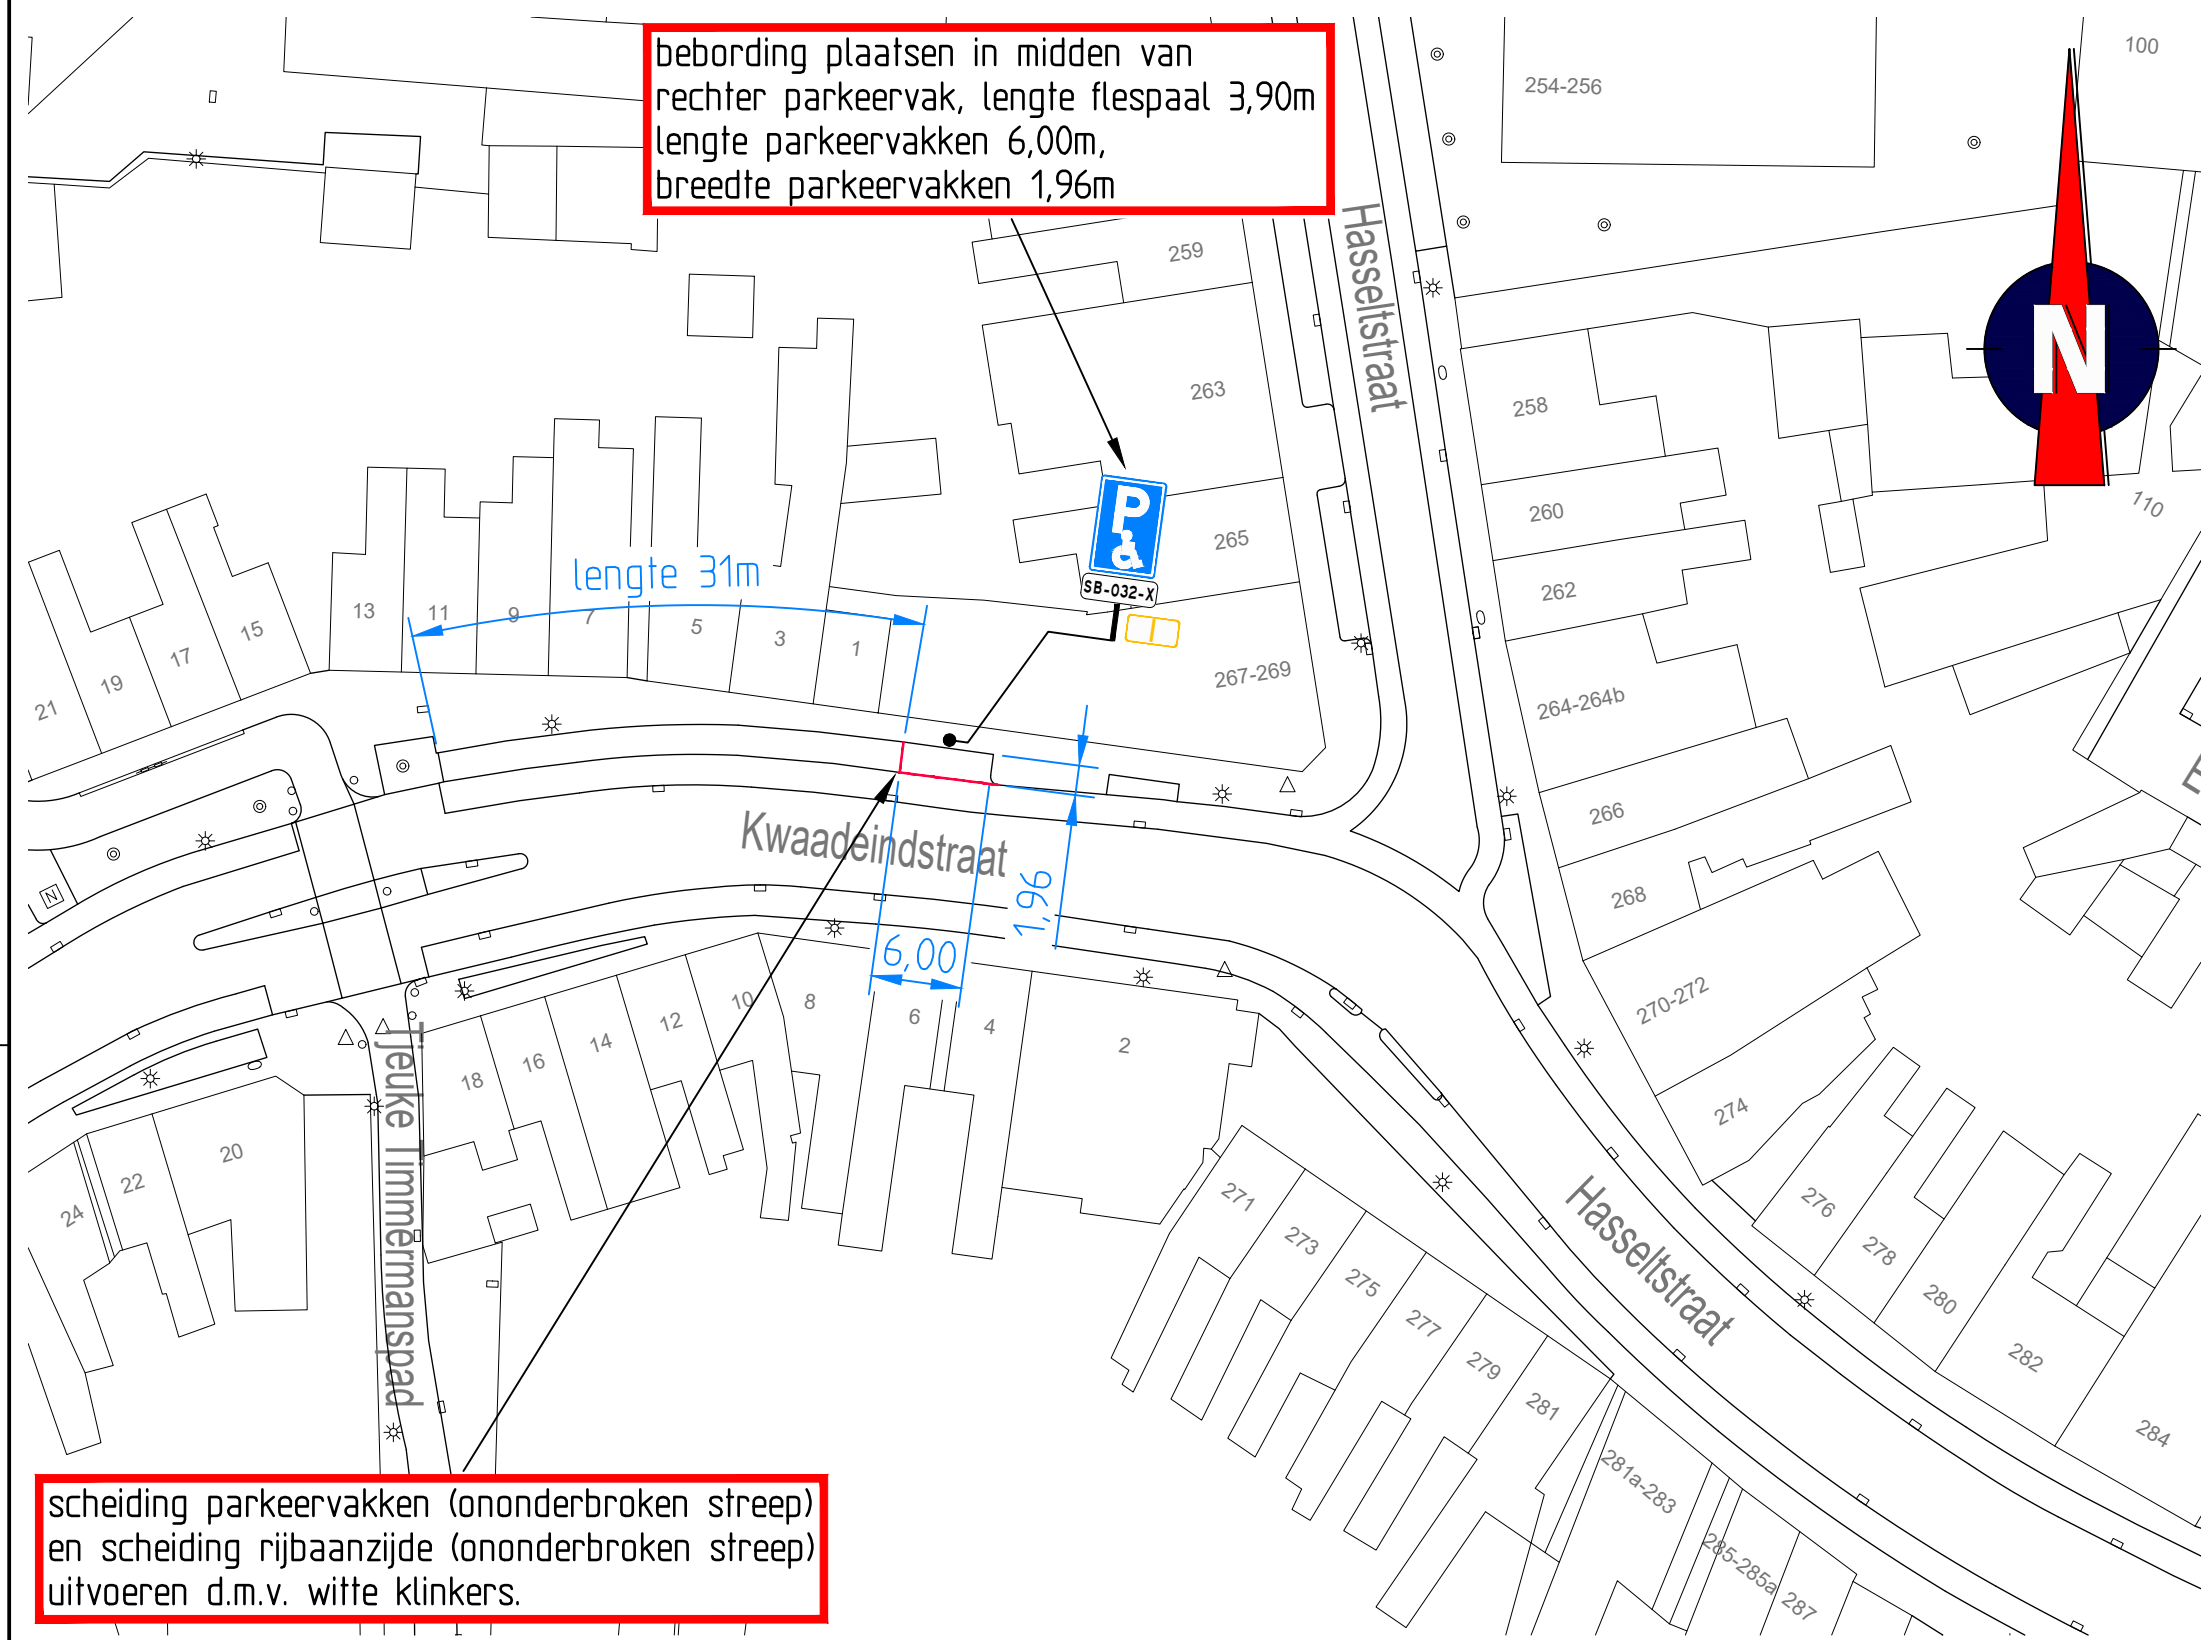 bebording plaatsen in midden van
rechter parkeervak, lengte flespaal 3,90m
lengte parkeervakken 6,00m,
breedte parkeervakken 1,96m
100
254-256
259
Hasseltstraat
N
263
258
110
P
265
260
SB-032-X
262
lengte 31m
13
11
9
7
5
3
1
15
17
19
21
267-269
264-264b
266
Kwaadeindstraat
1,96
6,00
268
270-272
N
10
8
6
4
2
12
14
16
18
274
Tjeuke Timmermanspad
20
22
24
271
273
275
277
279
281
281a-283
285-285a
287
Hasseltstraat
276
278
280
282
284
scheiding parkeervakken (ononderbroken streep)
en scheiding rijbaanzijde (ononderbroken streep)
uitvoeren d.m.v. witte klinkers.